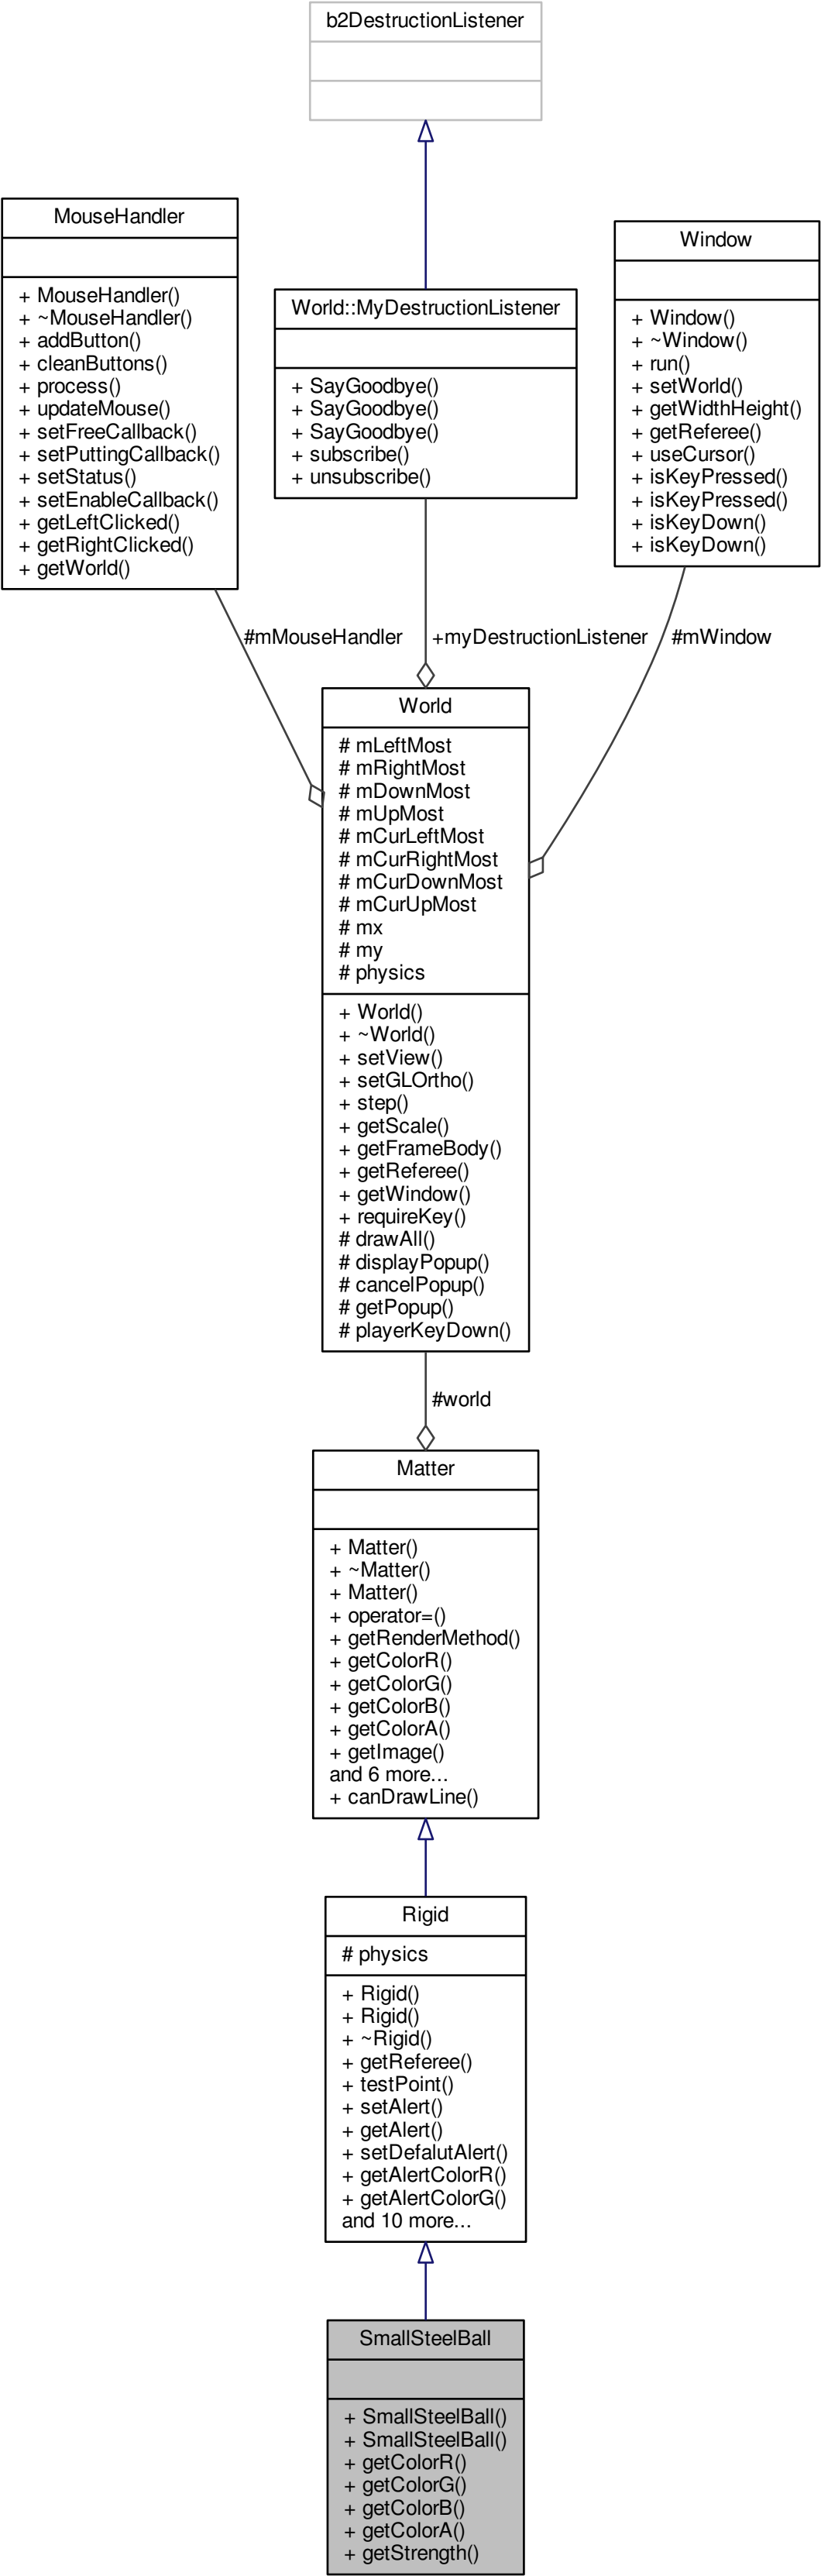 b2DestructionListener
MouseHandler
+ MouseHandler()
+ ~MouseHandler()
+ addButton()
+ cleanButtons()
+ process()
+ updateMouse()
+ setFreeCallback()
+ setPuttingCallback()
+ setStatus()
+ setEnableCallback()
+ getLeftClicked()
+ getRightClicked()
+ getWorld()
World::MyDestructionListener
+ SayGoodbye()
+ SayGoodbye()
+ SayGoodbye()
+ subscribe()
+ unsubscribe()
Window
+ Window()
+ ~Window()
+ run()
+ setWorld()
+ getWidthHeight()
+ getReferee()
+ useCursor()
+ isKeyPressed()
+ isKeyPressed()
+ isKeyDown()
+ isKeyDown()
#mMouseHandler
+myDestructionListener
#mWindow
World
# mLeftMost
# mRightMost
# mDownMost
# mUpMost
# mCurLeftMost
# mCurRightMost
# mCurDownMost
# mCurUpMost
# mx
# my
# physics
+ World()
+ ~World()
+ setView()
+ setGLOrtho()
+ step()
+ getScale()
+ getFrameBody()
+ getReferee()
+ getWindow()
+ requireKey()
# drawAll()
# displayPopup()
# cancelPopup()
# getPopup()
# playerKeyDown()
#world
Matter
+ Matter()
+ ~Matter()
+ Matter()
+ operator=()
+ getRenderMethod()
+ getColorR()
+ getColorG()
+ getColorB()
+ getColorA()
+ getImage()
and 6 more...
+ canDrawLine()
Rigid
# physics
+ Rigid()
+ Rigid()
+ ~Rigid()
+ getReferee()
+ testPoint()
+ setAlert()
+ getAlert()
+ setDefalutAlert()
+ getAlertColorR()
+ getAlertColorG()
and 10 more...
SmallSteelBall
+ SmallSteelBall()
+ SmallSteelBall()
+ getColorR()
+ getColorG()
+ getColorB()
+ getColorA()
+ getStrength()